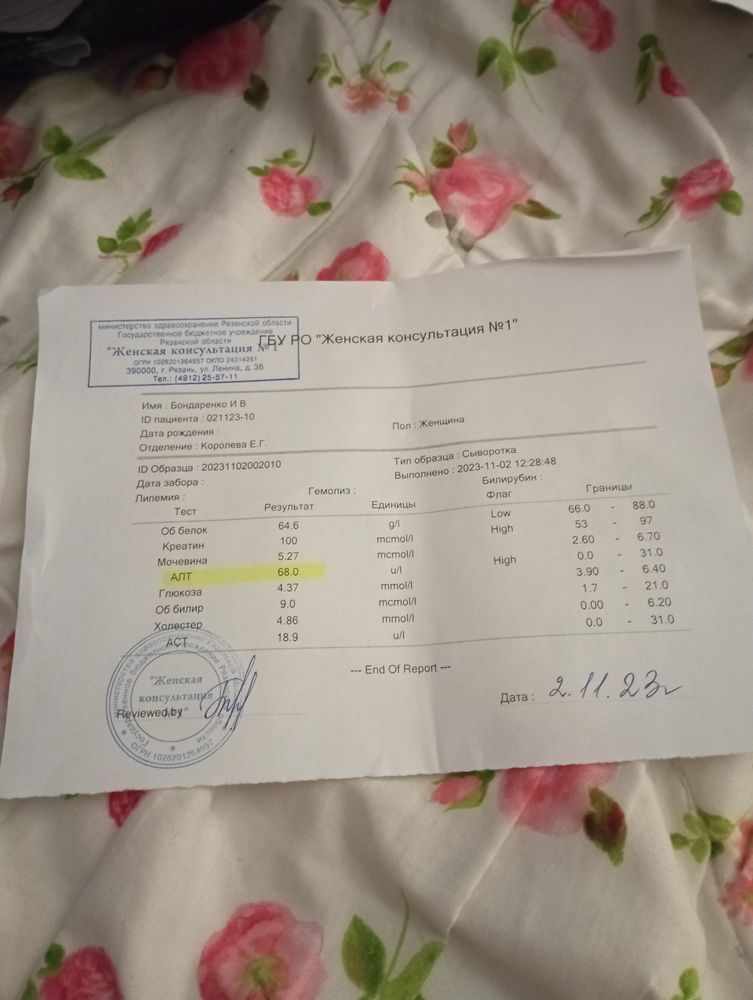 министерство здравоохранения Рязанской области
Государственное бюджетное учреждение
Рязанской области
"Женская консультация №1"
ОГРН 1026201264957 ОКПО 24314261
390000, г. Рязань, ул. Ленина, д. 36
Тел.: (4912) 25-57-11
ГБУ РО "Женская консультация №1"
Имя : Бондаренко И В
ID пациента : 021123-10
Пол : Женщина
Дата рождения :
Отделение : Королева Е.Г.
ID Образца : 20231102002010
Тип образца : Сыворотка
Дата забора :
Выполнено : 2023-11-02 12:28:48
Липемия :
Гемолиз :
Билирубин :
Тест Результат Единицы Флаг Границы
Об белок 64.6 g/l Low 66.0 - 88.0
Креатин 100 mcmol/l High 53 - 97
Мочевина 5.27 mcmol/l 2.60 - 6.70
АЛТ 68.0 u/l High 0.0 - 31.0
Глюкоза 4.37 mmol/l 3.90 - 6.40
Об билир 9.0 mcmol/l 1.7 - 21.0
Холестер 4.86 mmol/l 0.00 - 6.20
АСТ 18.9 u/l 0.0 - 31.0
--- End Of Report ---
"Женская
консультация
№1"
ОГРН 1026201264957
Reviewed by
Дата : 2.11.23г